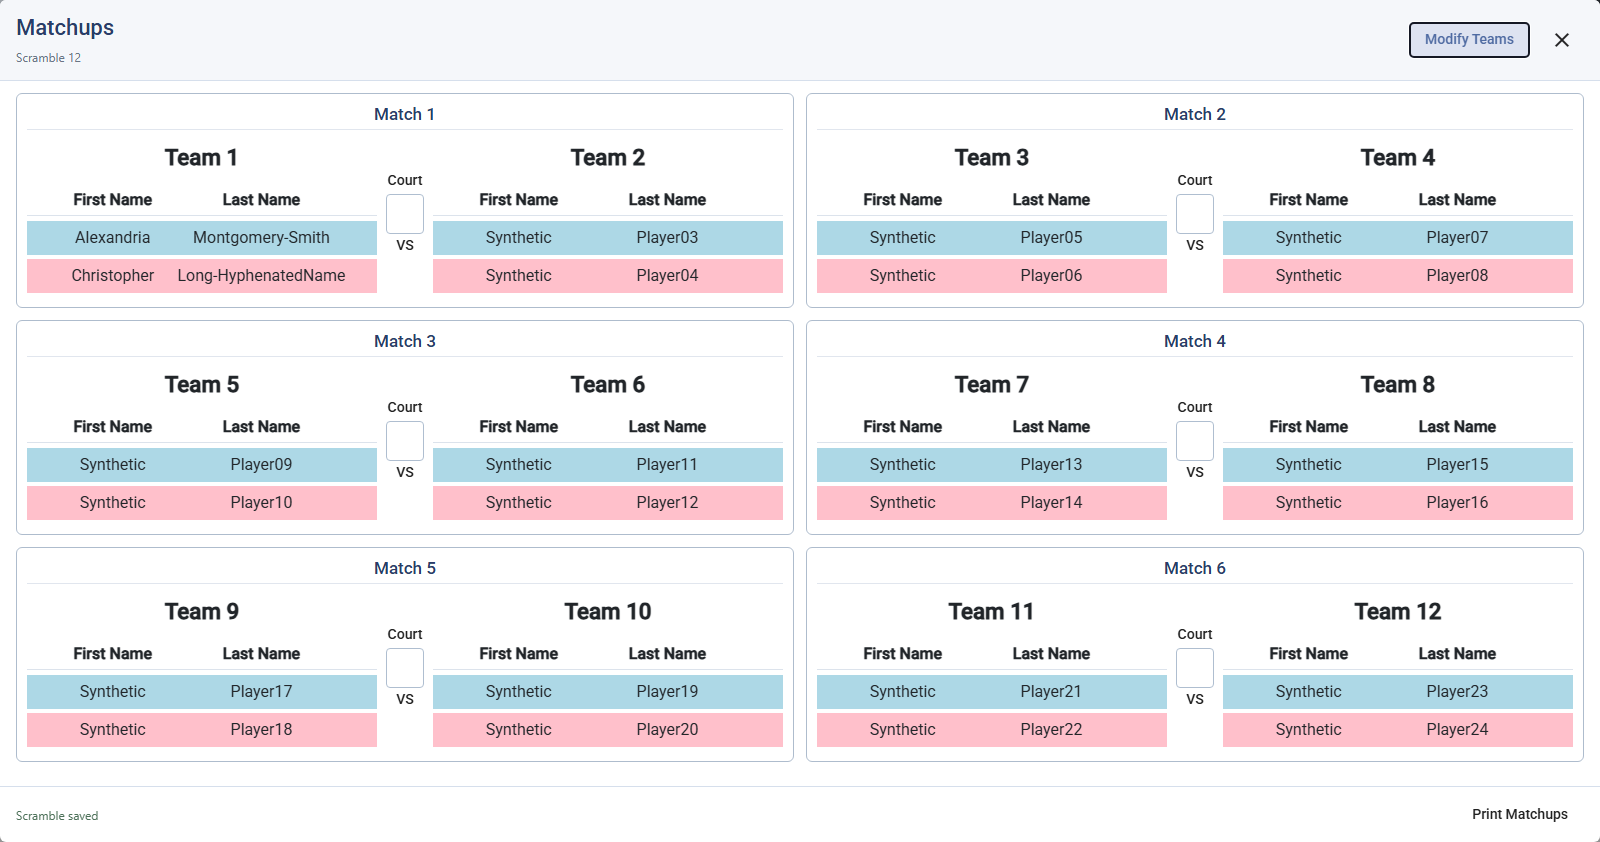 Matchups
Scramble 12
Modify Teams
Match 1
Team 1
First Name Last Name
Alexandria Montgomery-Smith
Christopher Long-HyphenatedName
Court
VS
Team 2
First Name Last Name
Synthetic Player03
Synthetic Player04
Match 2
Team 3
First Name Last Name
Synthetic Player05
Synthetic Player06
Court
VS
Team 4
First Name Last Name
Synthetic Player07
Synthetic Player08
Match 3
Team 5
First Name Last Name
Synthetic Player09
Synthetic Player10
Court
VS
Team 6
First Name Last Name
Synthetic Player11
Synthetic Player12
Match 4
Team 7
First Name Last Name
Synthetic Player13
Synthetic Player14
Court
VS
Team 8
First Name Last Name
Synthetic Player15
Synthetic Player16
Match 5
Team 9
First Name Last Name
Synthetic Player17
Synthetic Player18
Court
VS
Team 10
First Name Last Name
Synthetic Player19
Synthetic Player20
Match 6
Team 11
First Name Last Name
Synthetic Player21
Synthetic Player22
Court
VS
Team 12
First Name Last Name
Synthetic Player23
Synthetic Player24
Scramble saved
Print Matchups